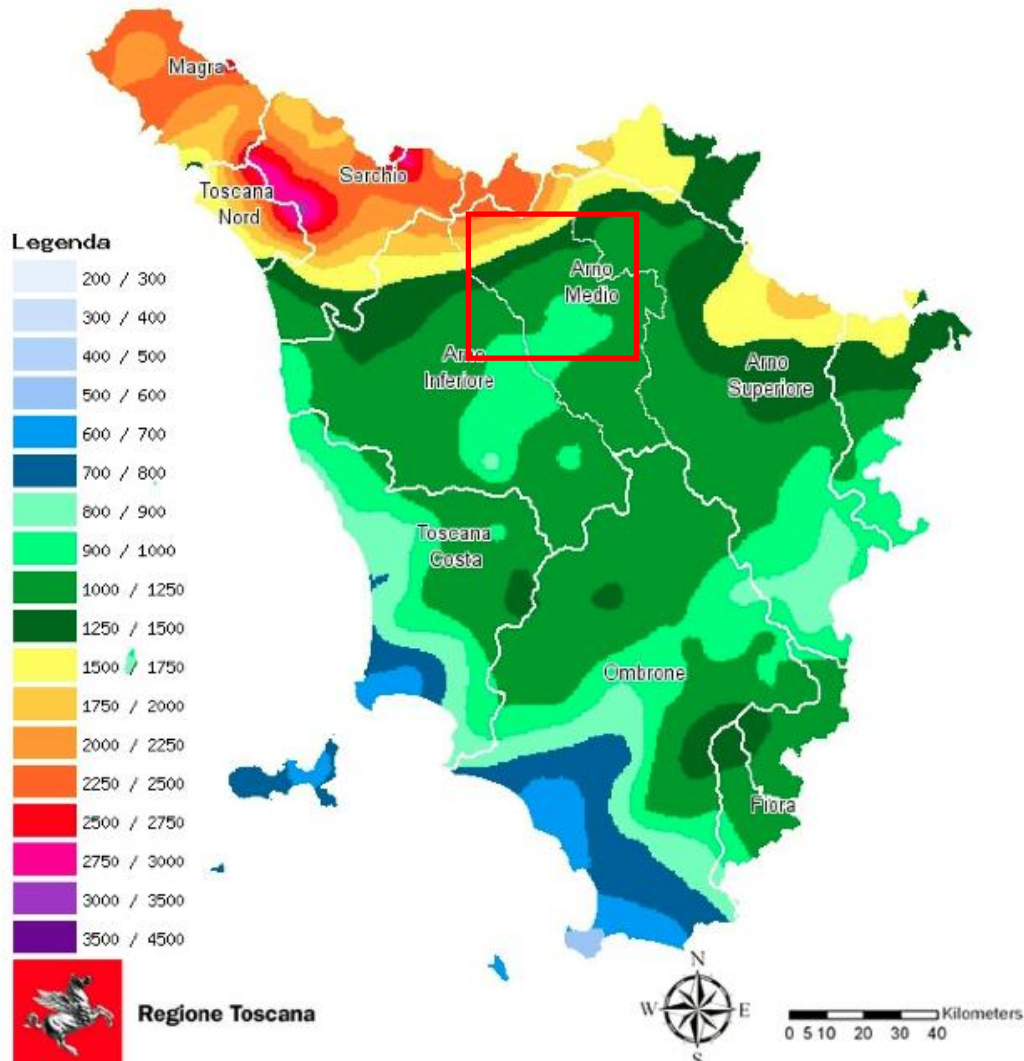 Magra
Serchio
Toscana
Nord
Legenda
200 / 300
300 / 400
400 / 500
500 / 600
600 / 700
700 / 800
800 / 900
900 / 1000
1000 / 1250
1250 / 1500
1500 / 1750
1750 / 2000
2000 / 2250
2250 / 2500
2500 / 2750
2750 / 3000
3000 / 3500
3500 / 4500
Arno
Medio
Arno
Inferiore
Arno
Superiore
Toscana
Costa
Ombrone
Fiora
Regione Toscana
N
W E
S
Kilometers
0 5 10 20 30 40